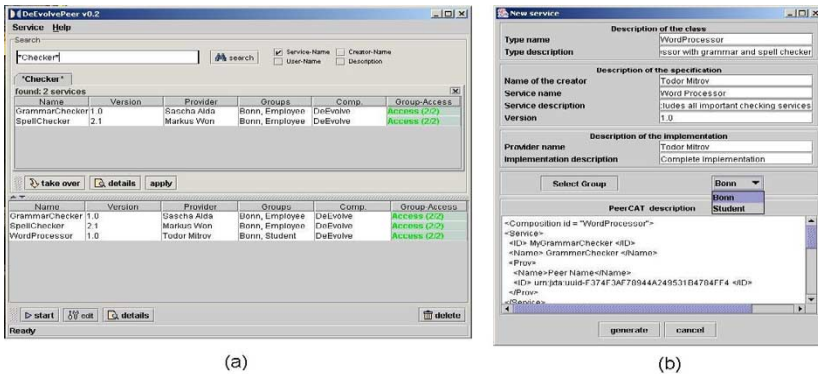 DeEvolvePeer v0.2
Service Help
Search
"*Checker*
search
Service-Name Creator-Name
User-Name Description
"*Checker*
found: 2 services
Name Version Provider Groups Comp. Group-Access
GrammarChecker 1.0 Sascha Alda Bonn, Employee DeEvolve Access (2/2)
SpellChecker 2.1 Markus Won Bonn, Employee DeEvolve Access (2/2)
take over details apply
Name Version Provider Groups Comp. Group-Access
GrammarChecker 1.0 Sascha Alda Bonn, Employee DeEvolve Access (2/2)
SpellChecker 2.1 Markus Won Bonn, Employee DeEvolve Access (2/2)
WordProcessor 1.0 Todor Mitrov Bonn, Student DeEvolve Access (2/2)
start edit details delete
Ready
(a)
New service
Description of the class
Type name WordProcessor
Type description ssor with grammar and spell checker
Description of the specification
Name of the creator Todor Mitrov
Service name Word Processor
Service description cludes all important checking services
Version 1.0
Description of the implementation
Provider name Todor Mitrov
Implementation description Complete implementation
Select Group Bonn
Bonn
Student
PeerCAT description
<Composition id = "WordProcessor">
<Service>
<ID> MyGrammarChecker </ID>
<Name> GrammerChecker </Name>
<Prov>
<Name>Peer Name</Name>
<ID> urn:jxta:uuid-F374F3AF78944A249531B4784FF4 </ID>
</Prov>
</Service>
generate cancel
(b)